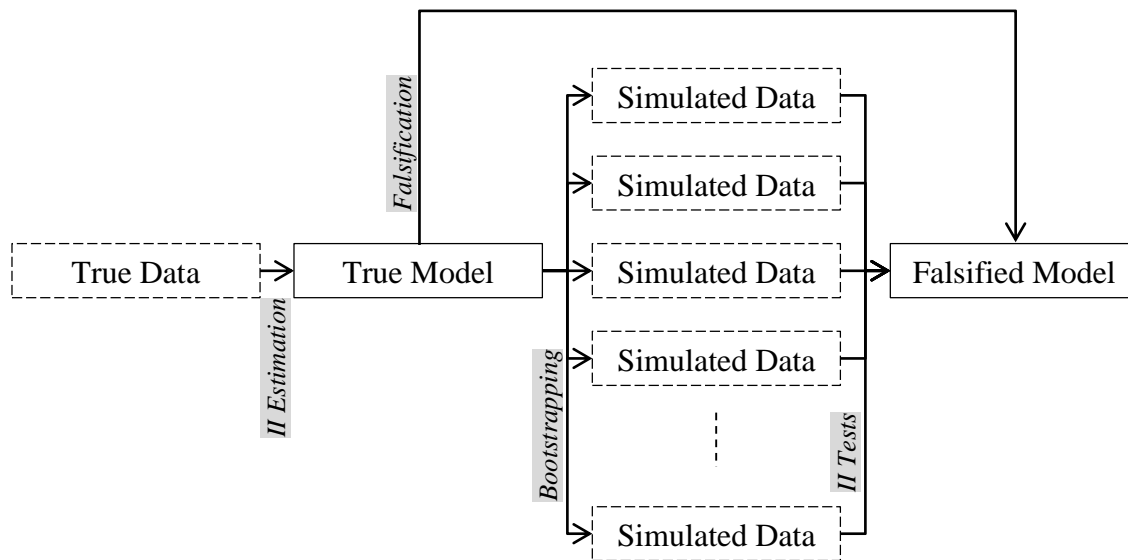 Falsification
Simulated Data
Simulated Data
True Data
True Model
Simulated Data
Falsified Model
II Estimation
Bootstrapping
Simulated Data
II Tests
Simulated Data